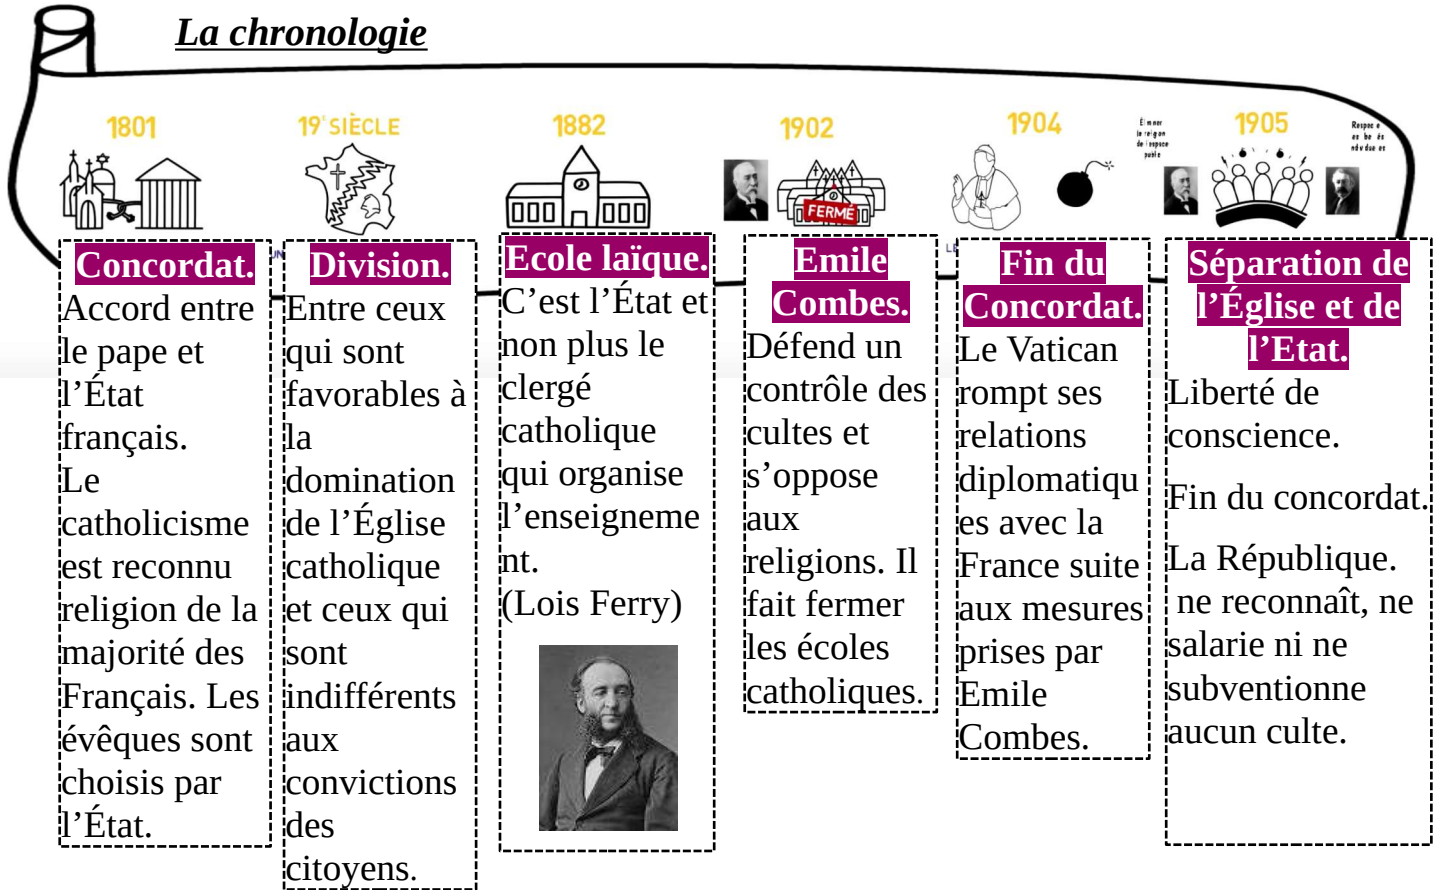 La chronologie
1801
19e SIÈCLE
1882
1902
1904
1905
FERMÉ
Concordat.
Accord entre
le pape et
l’État
français.
Le
catholicisme
est reconnu
religion de la
majorité des
Français. Les
évêques sont
choisis par
l’État.
Division.
Entre ceux
qui sont
favorables à
la
domination
de l’Église
catholique
et ceux qui
sont
indifférents
aux
convictions
des
citoyens.
Ecole laïque.
C’est l’État et
non plus le
clergé
catholique
qui organise
l’enseigneme
nt.
(Lois Ferry)
Emile
Combes.
Défend un
contrôle des
cultes et
s’oppose
aux
religions. Il
fait fermer
les écoles
catholiques.
Fin du
Concordat.
Le Vatican
rompt ses
relations
diplomatiqu
es avec la
France suite
aux mesures
prises par
Emile
Combes.
Séparation de
l’Église et de
l’Etat.
Liberté de
conscience.
Fin du concordat.
La République.
ne reconnaît, ne
salarie ni ne
subventionne
aucun culte.